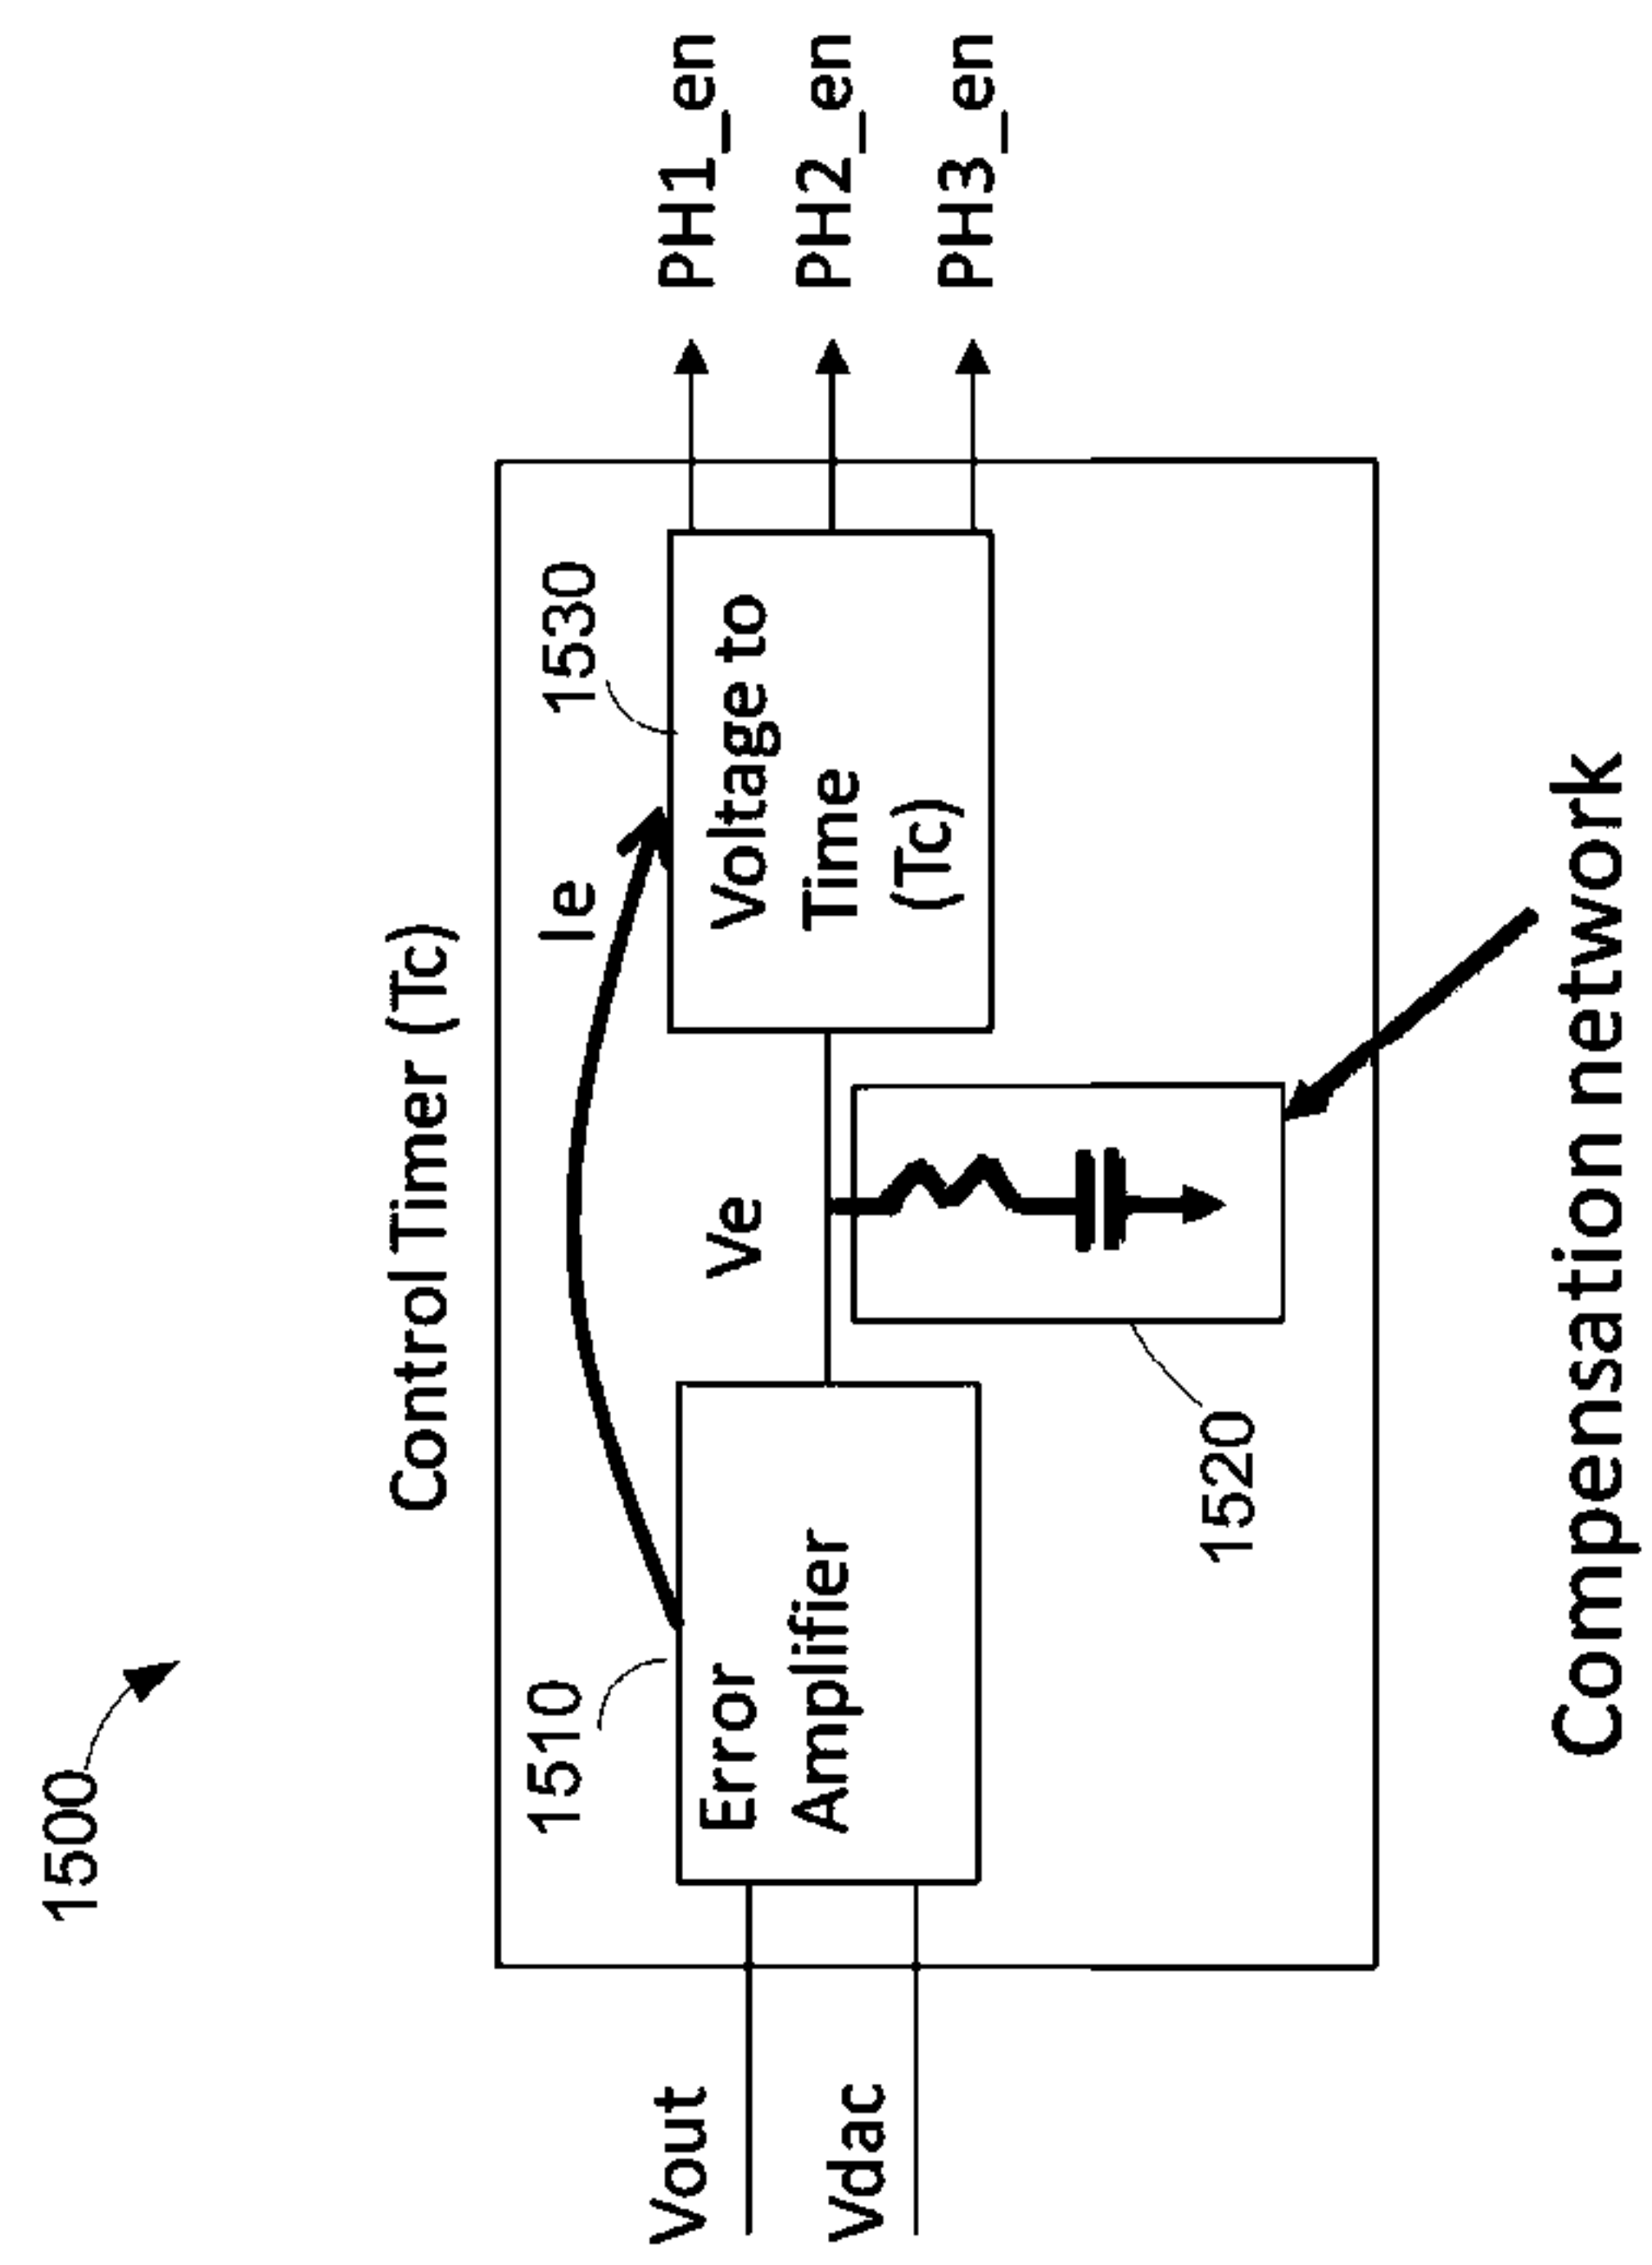 1500
Control Timer (Tc)
Vout
Vdac
1510
Error
Amplifier
Ve
Ie
1530
Voltage to
Time
(Tc)
PH1_en
PH2_en
PH3_en
1520
Compensation network